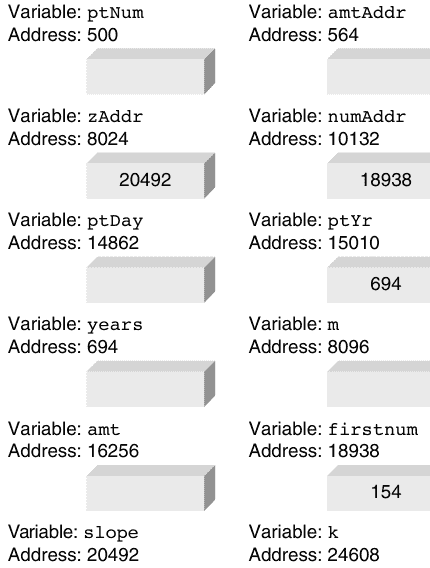 Variable: ptNum
Address: 500
Variable: amtAddr
Address: 564
Variable: zAddr
Address: 8024
20492
Variable: numAddr
Address: 10132
18938
Variable: ptDay
Address: 14862
Variable: ptYr
Address: 15010
694
Variable: years
Address: 694
Variable: m
Address: 8096
Variable: amt
Address: 16256
Variable: firstnum
Address: 18938
154
Variable: slope
Address: 20492
Variable: k
Address: 24608